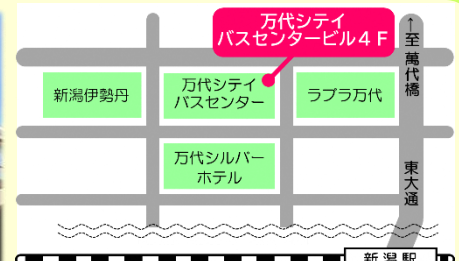 万代シテイ
バスセンタービル４Ｆ
←至 萬代橋
新潟伊勢丹
万代シテイ
バスセンター
ラブラ万代
万代シルバー
ホテル
東大通
新潟駅